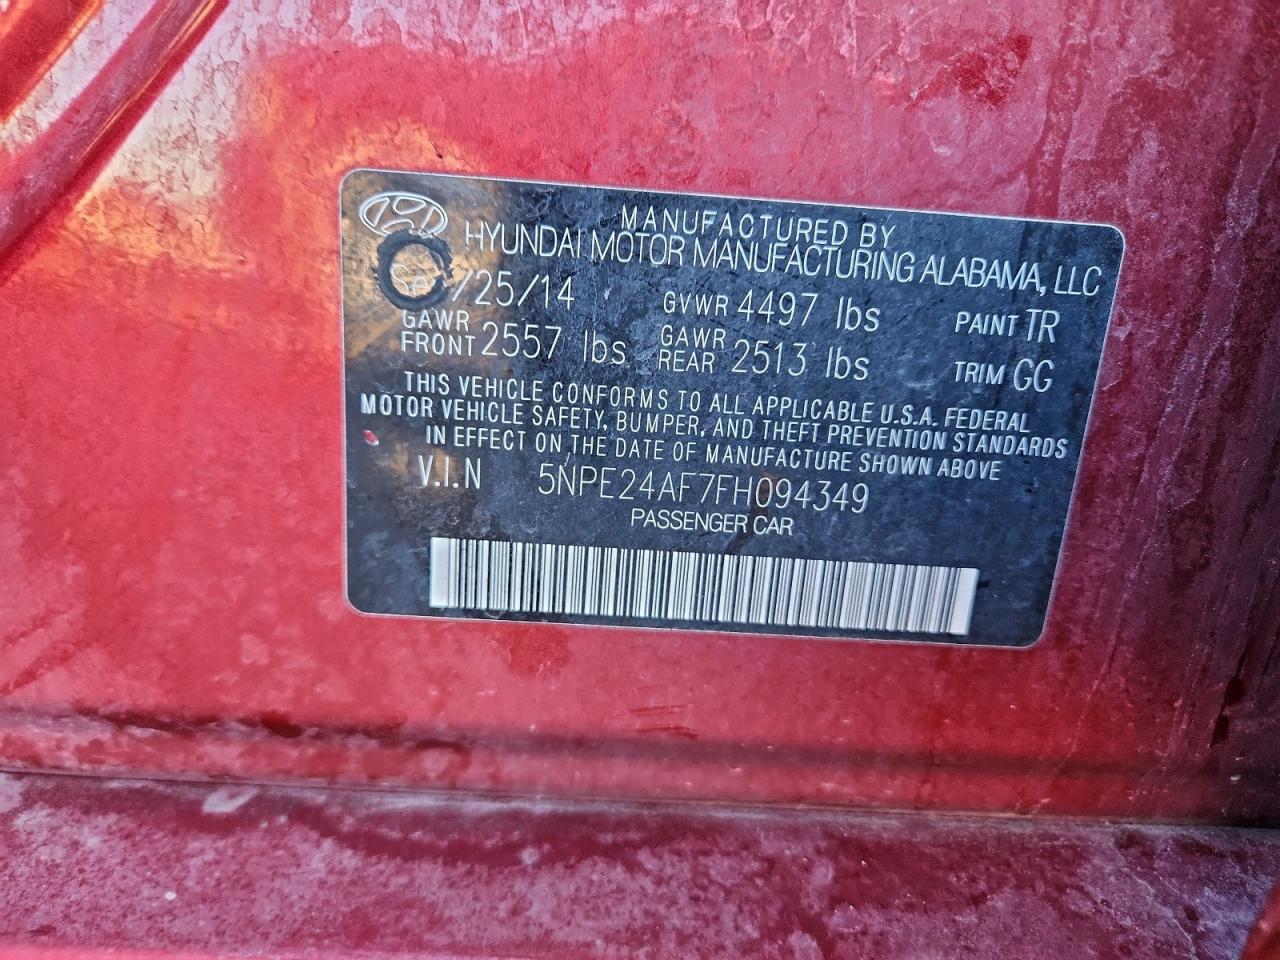 MANUFACTURED BY
HYUNDAI MOTOR MANUFACTURING ALABAMA, LLC
/25/14 GVWR 4497 lbs PAINT TR
GAWR FRONT 2557 lbs GAWR REAR 2513 lbs TRIM GG
THIS VEHICLE CONFORMS TO ALL APPLICABLE U.S.A. FEDERAL
MOTOR VEHICLE SAFETY, BUMPER, AND THEFT PREVENTION STANDARDS
IN EFFECT ON THE DATE OF MANUFACTURE SHOWN ABOVE
V.I.N 5NPE24AF7FH094349
PASSENGER CAR